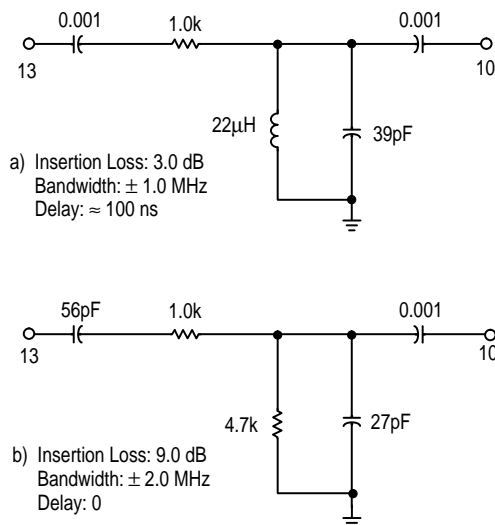 0.001
1.0k
0.001
13
10
22µH
39pF
a) Insertion Loss: 3.0 dB
Bandwidth: ± 1.0 MHz
Delay: ≈ 100 ns
56pF
1.0k
0.001
13
10
4.7k
27pF
b) Insertion Loss: 9.0 dB
Bandwidth: ± 2.0 MHz
Delay: 0